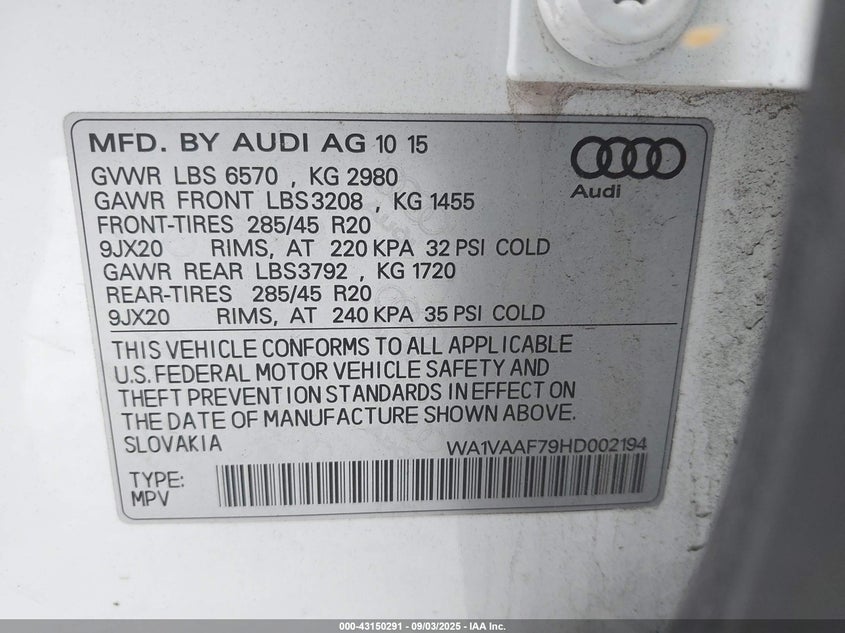 MFD. BY AUDI AG 10 15
GVWR LBS 6570 , KG 2980
GAWR FRONT LBS3208 , KG 1455
FRONT-TIRES 285/45 R20
9JX20 RIMS, AT 220 KPA 32 PSI COLD
GAWR REAR LBS3792 , KG 1720
REAR-TIRES 285/45 R20
9JX20 RIMS, AT 240 KPA 35 PSI COLD
Audi
THIS VEHICLE CONFORMS TO ALL APPLICABLE
U.S. FEDERAL MOTOR VEHICLE SAFETY AND
THEFT PREVENTION STANDARDS IN EFFECT ON
THE DATE OF MANUFACTURE SHOWN ABOVE.
SLOVAKIA WA1VAAF79HD002194
TYPE:
MPV
000-43150291 - 09/03/2025 - IAA Inc.